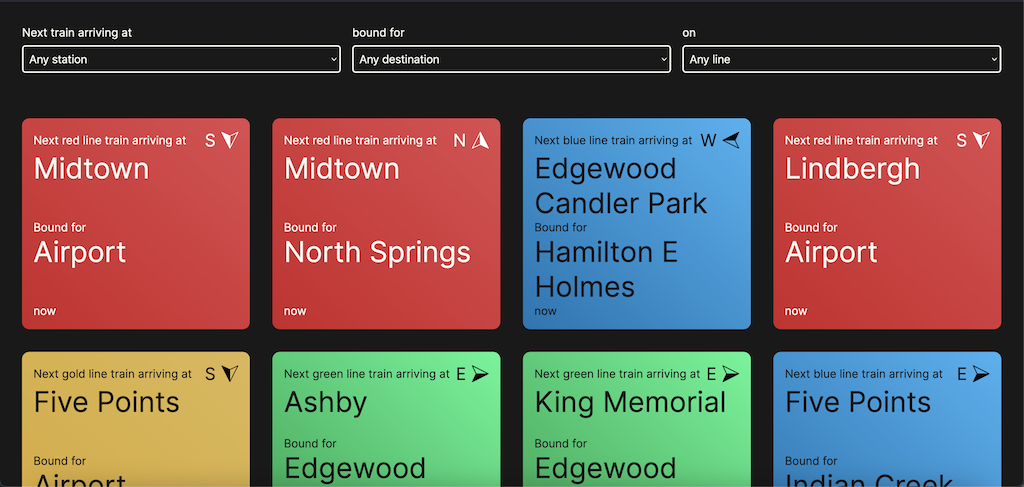 Next train arriving at
Any station
bound for
Any destination
on
Any line
Next red line train arriving at S
Midtown
Bound for
Airport
now
Next red line train arriving at N
Midtown
Bound for
North Springs
now
Next blue line train arriving at W
Edgewood
Candler Park
Bound for
Hamilton E
Holmes
now
Next red line train arriving at S
Lindbergh
Bound for
Airport
now
Next gold line train arriving at S
Five Points
Bound for
Airport
Next green line train arriving at E
Ashby
Bound for
Edgewood
Next green line train arriving at E
King Memorial
Bound for
Edgewood
Next blue line train arriving at E
Five Points
Bound for
Indian Creek